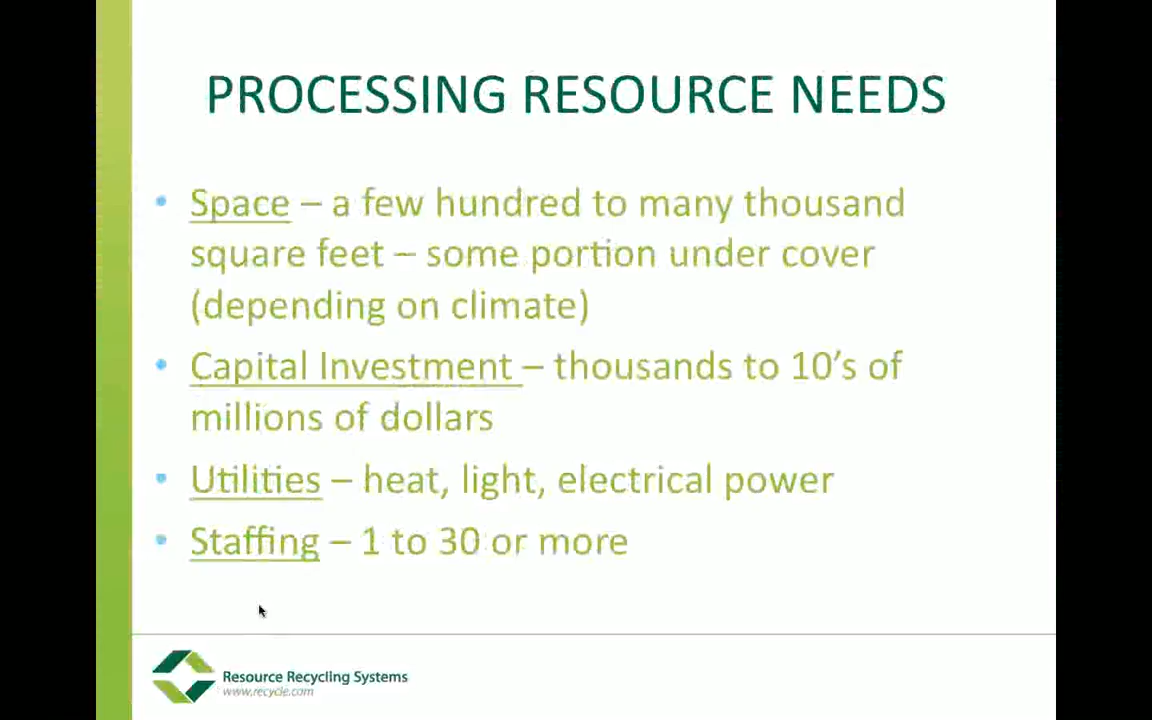 PROCESSING RESOURCE NEEDS
• Space – a few hundred to many thousand
square feet – some portion under cover
(depending on climate)
• Capital Investment – thousands to 10's of
millions of dollars
• Utilities – heat, light, electrical power
• Staffing – 1 to 30 or more
Resource Recycling Systems
www.recycle.com